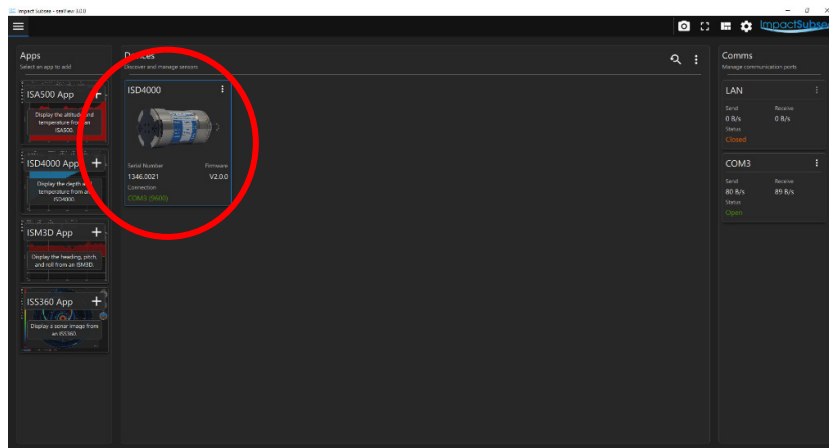 Impact Subsea - seaView 3.0.0
ImpactSubsea
Apps
Select an app to add
ISA500 App
Display the altitude and
temperature from an
ISA500.
ISD4000 App
Display the depth and
temperature from an
ISD4000.
ISM3D App
Display the heading, pitch,
and roll from an ISM3D.
ISS360 App
Display a sonar image from
an ISS360.
Devices
Discover and manage sensors
ISD4000
Serial Number Firmware
1346.0021 V2.0.0
Connection
COM3 (9600)
Comms
Manage communication ports
LAN
Send Receive
0 B/s 0 B/s
Status
Closed
COM3
Send Receive
80 B/s 89 B/s
Status
Open